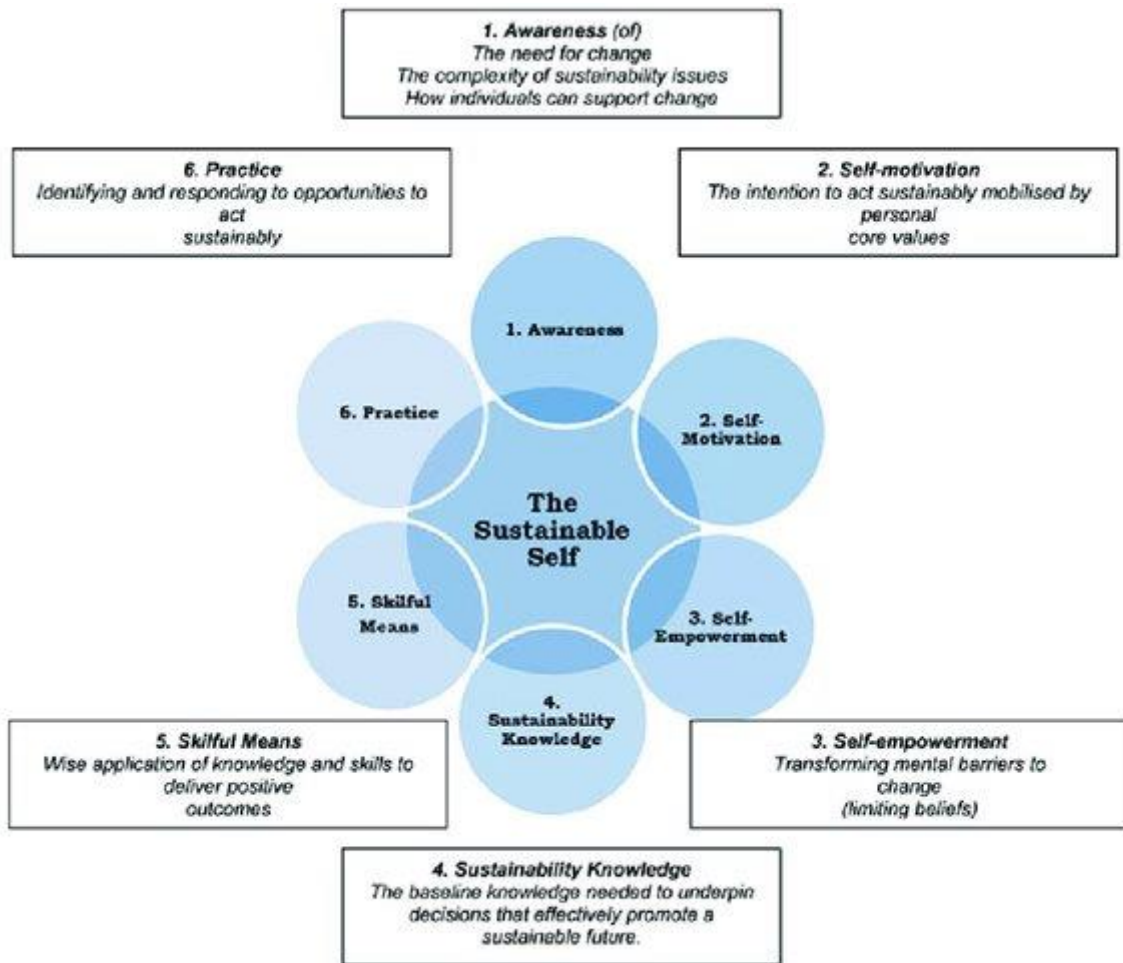 1. Awareness (of)
The need for change
The complexity of sustainability issues
How individuals can support change
6. Practice
Identifying and responding to opportunities to
act
sustainably
2. Self-motivation
The intention to act sustainably mobilised by
personal
core values
1. Awareness
6. Practice
2. Self-
Motivation
The
Sustainable
Self
5. Skilful
Means
3. Self-
Empowerment
4.
Sustainability
Knowledge
5. Skilful Means
Wise application of knowledge and skills to
deliver positive
outcomes
3. Self-empowerment
Transforming mental barriers to
change
(limiting beliefs)
4. Sustainability Knowledge
The baseline knowledge needed to underpin
decisions that effectively promote a
sustainable future.